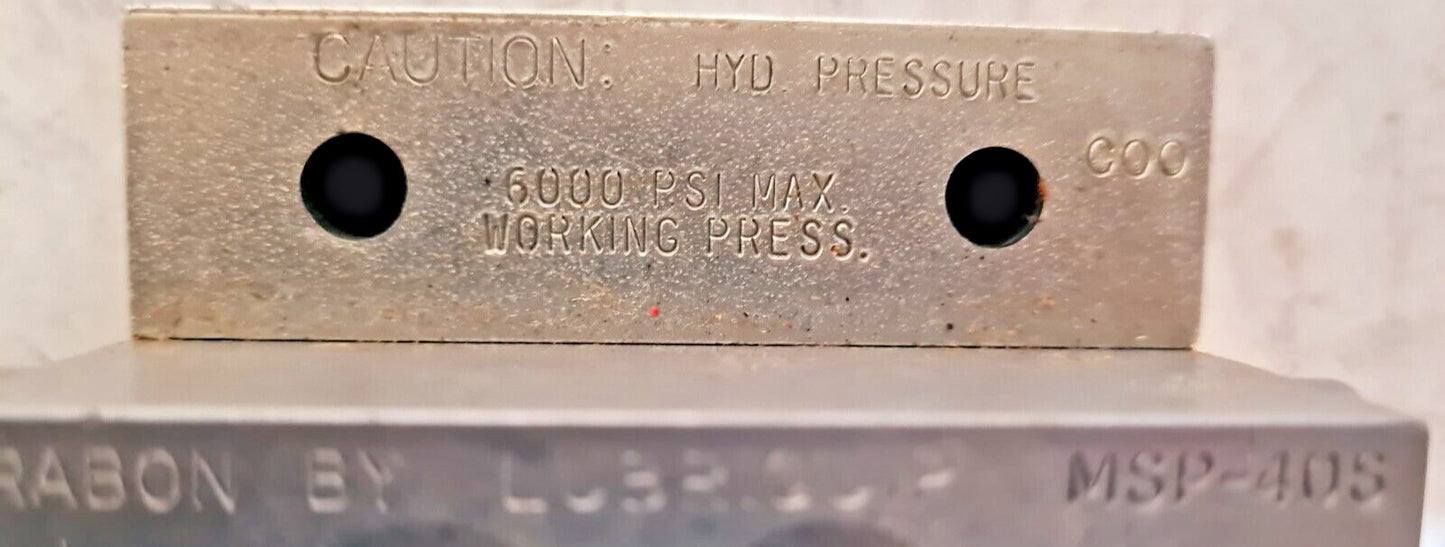 CAUTION: HYD. PRESSURE
COO
6000 PSI MAX.
WORKING PRESS.
RABON BY MSP-40S